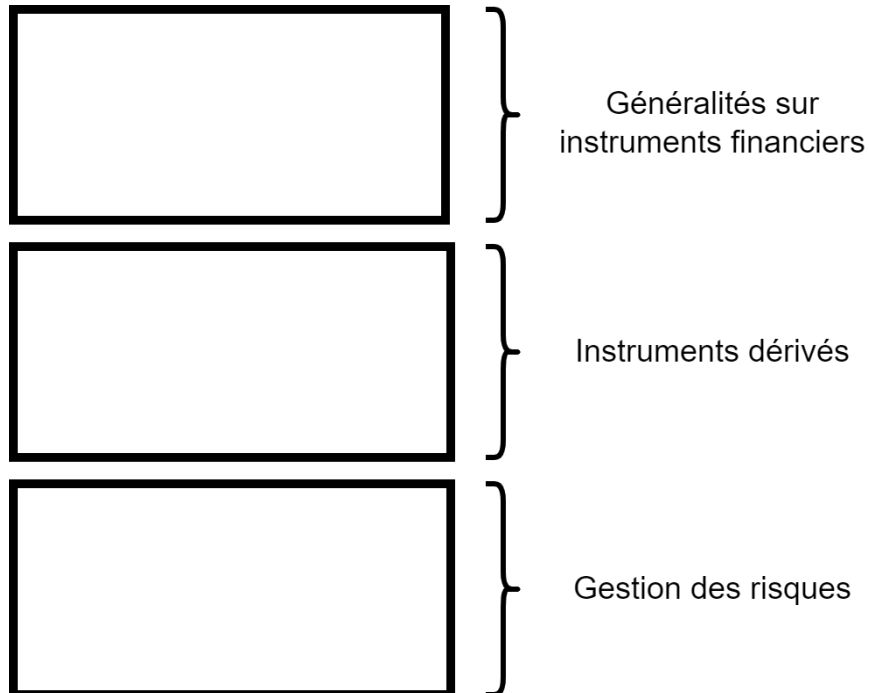 Généralités sur
instruments financiers
Instruments dérivés
Gestion des risques